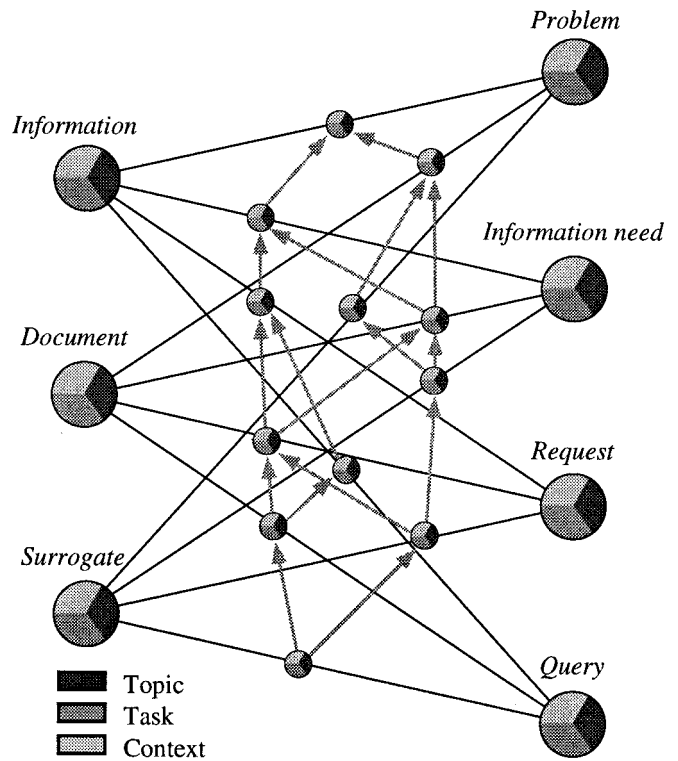 Problem
Information
Information need
Document
Request
Surrogate
Query
Topic
Task
Context